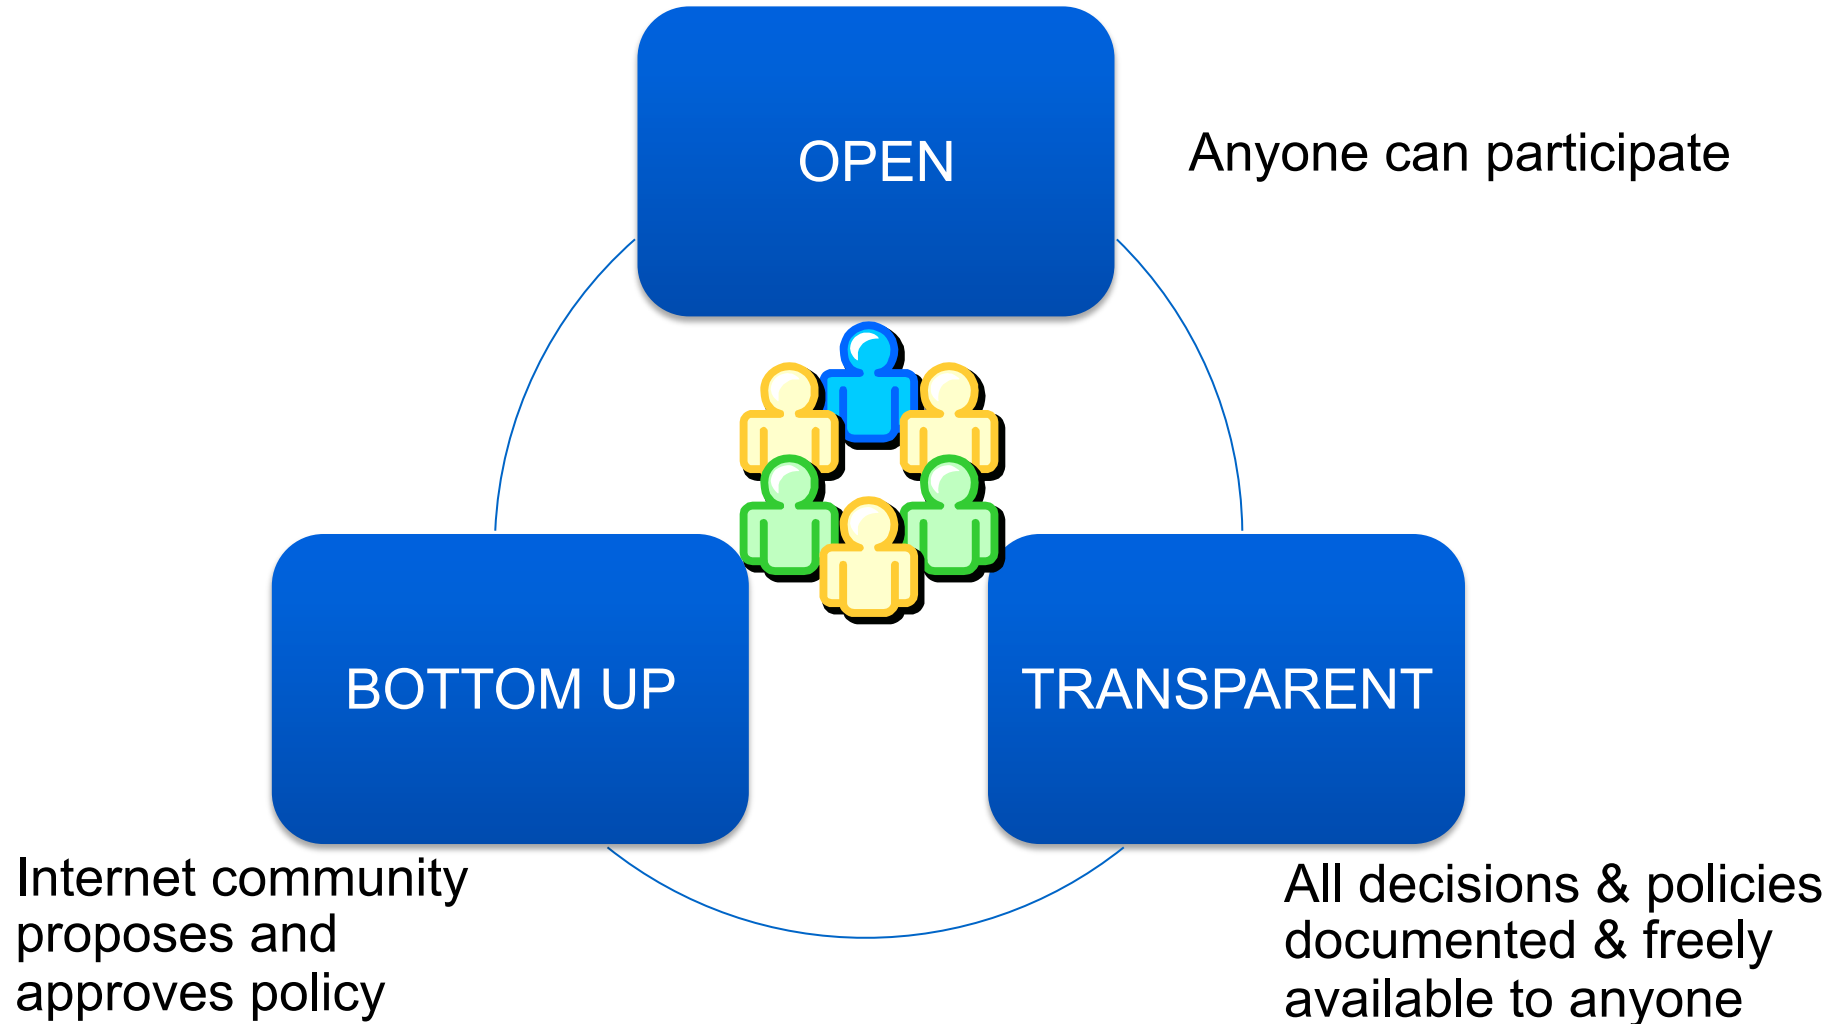 OPEN
Anyone can participate
BOTTOM UP
TRANSPARENT
Internet community
proposes and
approves policy
All decisions & policies
documented & freely
available to anyone